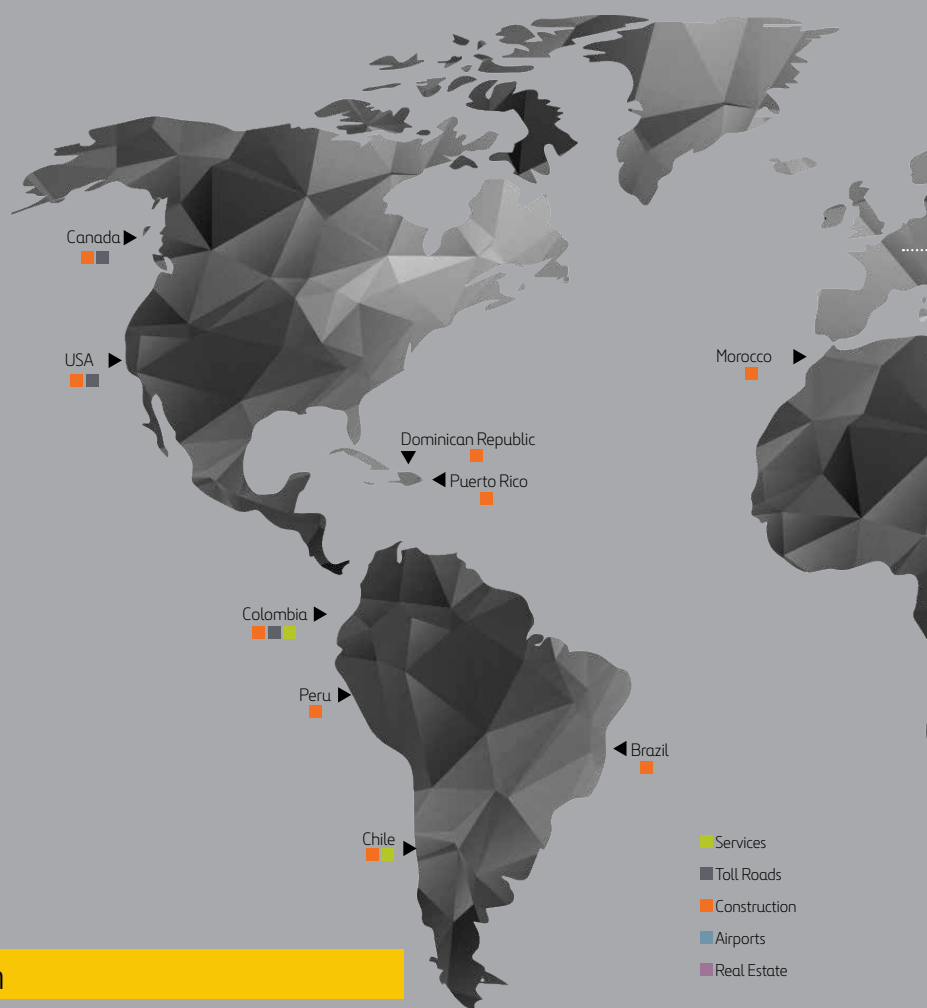 Canada
USA
Morocco
Dominican Republic
Puerto Rico
Colombia
Peru
Brazil
Chile
Services
Toll Roads
Construction
Airports
Real Estate